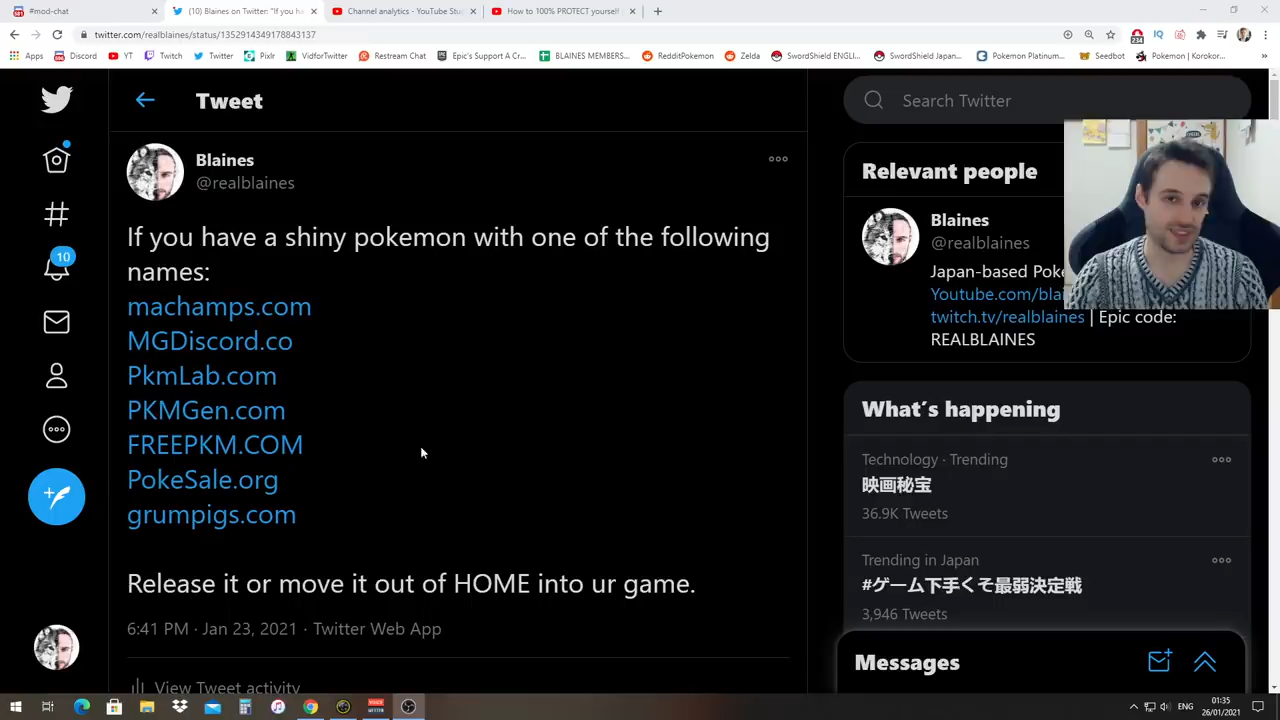 #mod-chat
(10) Blaines on Twitter: "If you ha
Channel analytics - YouTube Stu
How to 100% PROTECT yourself
twitter.com/realblaines/status/1352914349178843137
234
IQ
Apps
Discord
YT
Twitch
Twitter
Pixlr
VidforTwitter
Restream Chat
Epic's Support A Cr...
BLAINES MEMBERS...
RedditPokemon
Zelda
SwordShield ENGLI...
SwordShield Japan...
Pokemon Platinum...
Seedbot
Pokemon | Korokor...
Tweet
Search Twitter
Blaines
@realblaines
If you have a shiny pokemon with one of the following
names:
machamps.com
MGDiscord.co
PkmLab.com
PKMGen.com
FREEPKM.COM
PokeSale.org
grumpigs.com
Release it or move it out of HOME into ur game.
6:41 PM · Jan 23, 2021 · Twitter Web App
View Tweet activity
10
Relevant people
Blaines
@realblaines
Japan-based Poke
Youtube.com/blai
twitch.tv/realblaines | Epic code:
REALBLAINES
What's happening
Technology · Trending
映画秘宝
36.9K Tweets
Trending in Japan
#ゲーム下手くそ最弱決定戦
3,946 Tweets
Messages
ENG
01:35
26/01/2021